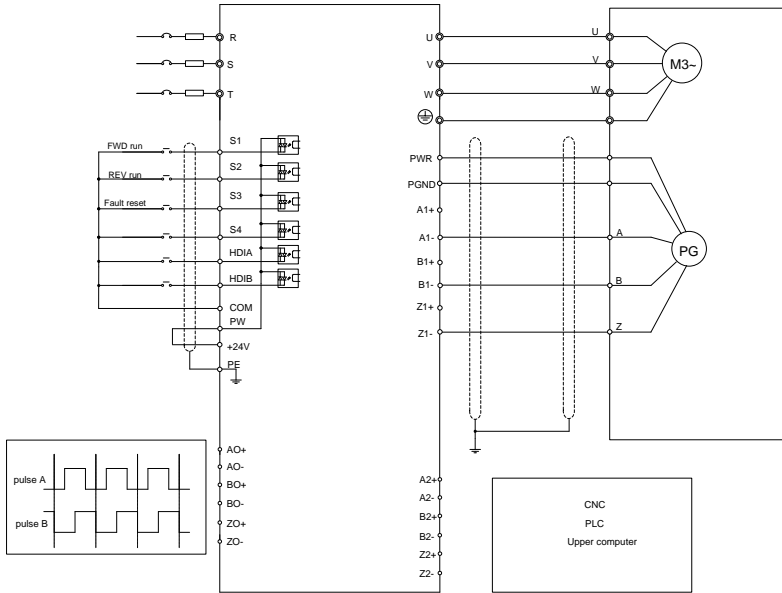 R
S
T
FWD run
REV run
Fault reset
S1
S2
S3
S4
HDIA
HDIB
COM
PW
+24V
PE
AO+
AO-
BO+
BO-
ZO+
ZO-
pulse A
pulse B
U
V
W
PWR
PGND
A1+
A1-
B1+
B1-
Z1+
Z1-
A2+
A2-
B2+
B2-
Z2+
Z2-
U
V
W
M3~
A
B
Z
PG
CNC
PLC
Upper computer